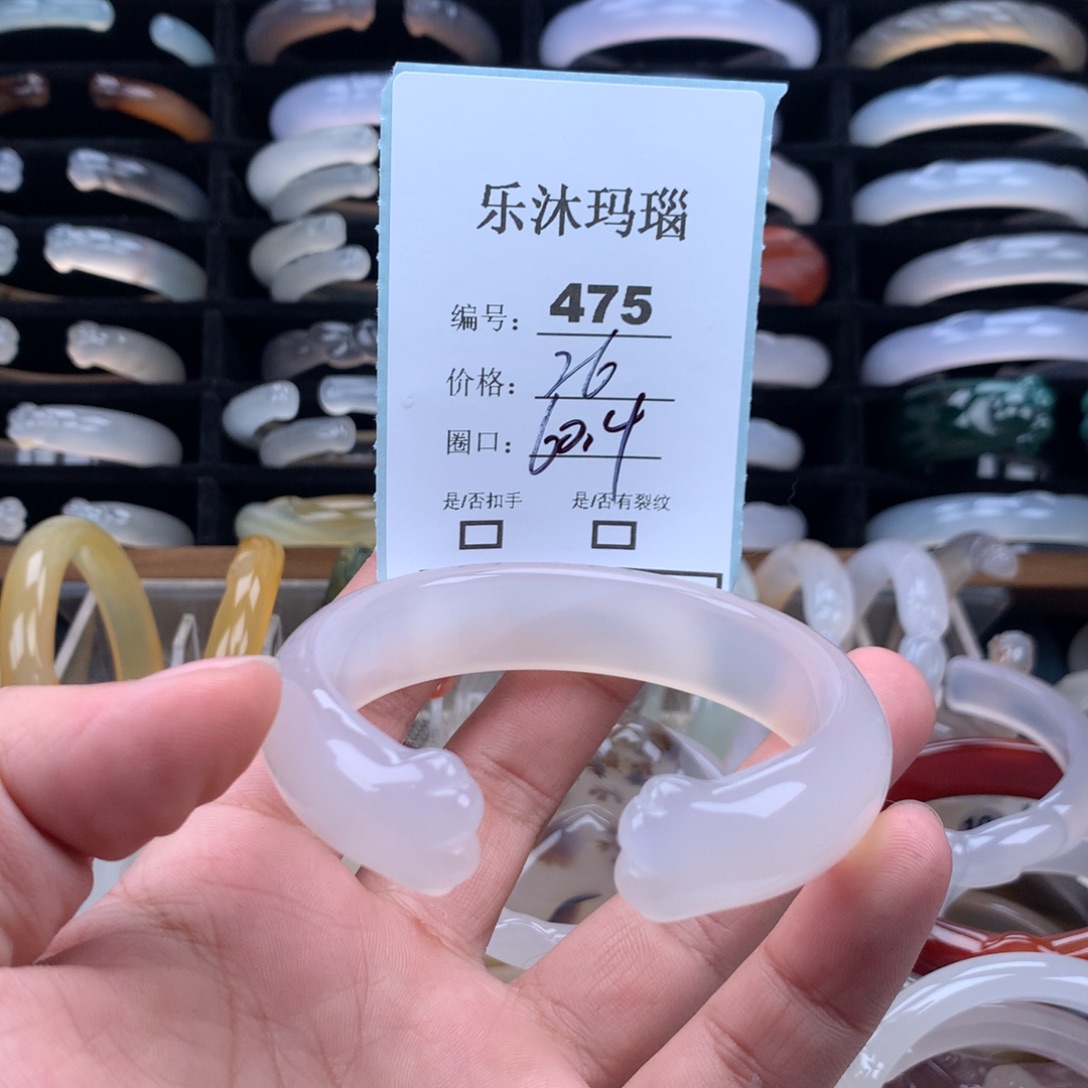 乐沐玛瑙
编号：475
价格：26
圈口：60.4
是/否扣手 是/否有裂纹